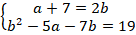 a + 7 = 2b
b² − 5a − 7b = 19